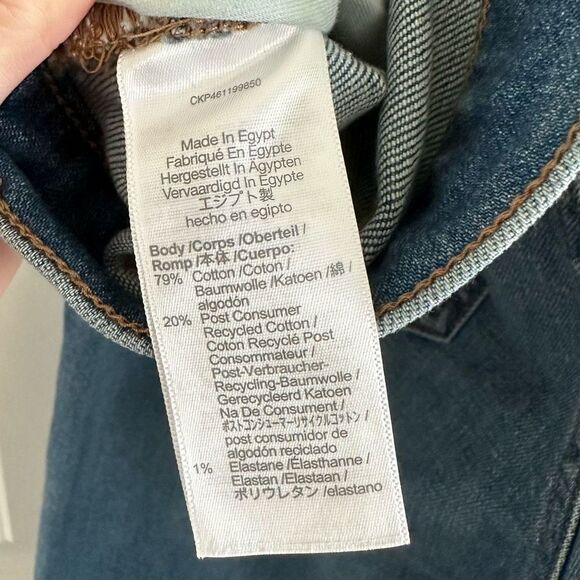 CKP461199850
Made In Egypt
Fabriqué En Égypte
Hergestellt In Ägypten
Vervaardigd In Egypte
エジプト製
hecho en egipto
Body /Corps /Oberteil /
Romp /本体 /Cuerpo:
79% Cotton /Coton /
Baumwolle /Katoen /綿 /
algodón
20% Post Consumer
Recycled Cotton /
Coton Recyclé Post
Consommateur /
Post-Verbraucher-
Recycling-Baumwolle /
Gerecycleerd Katoen
Na De Consument /
ポストコンシューマーリサイクルコットン /
post consumidor de
algodón reciclado
1% Elastane /Élasthanne /
Elastan /Elastaan /
ポリウレタン /elastano